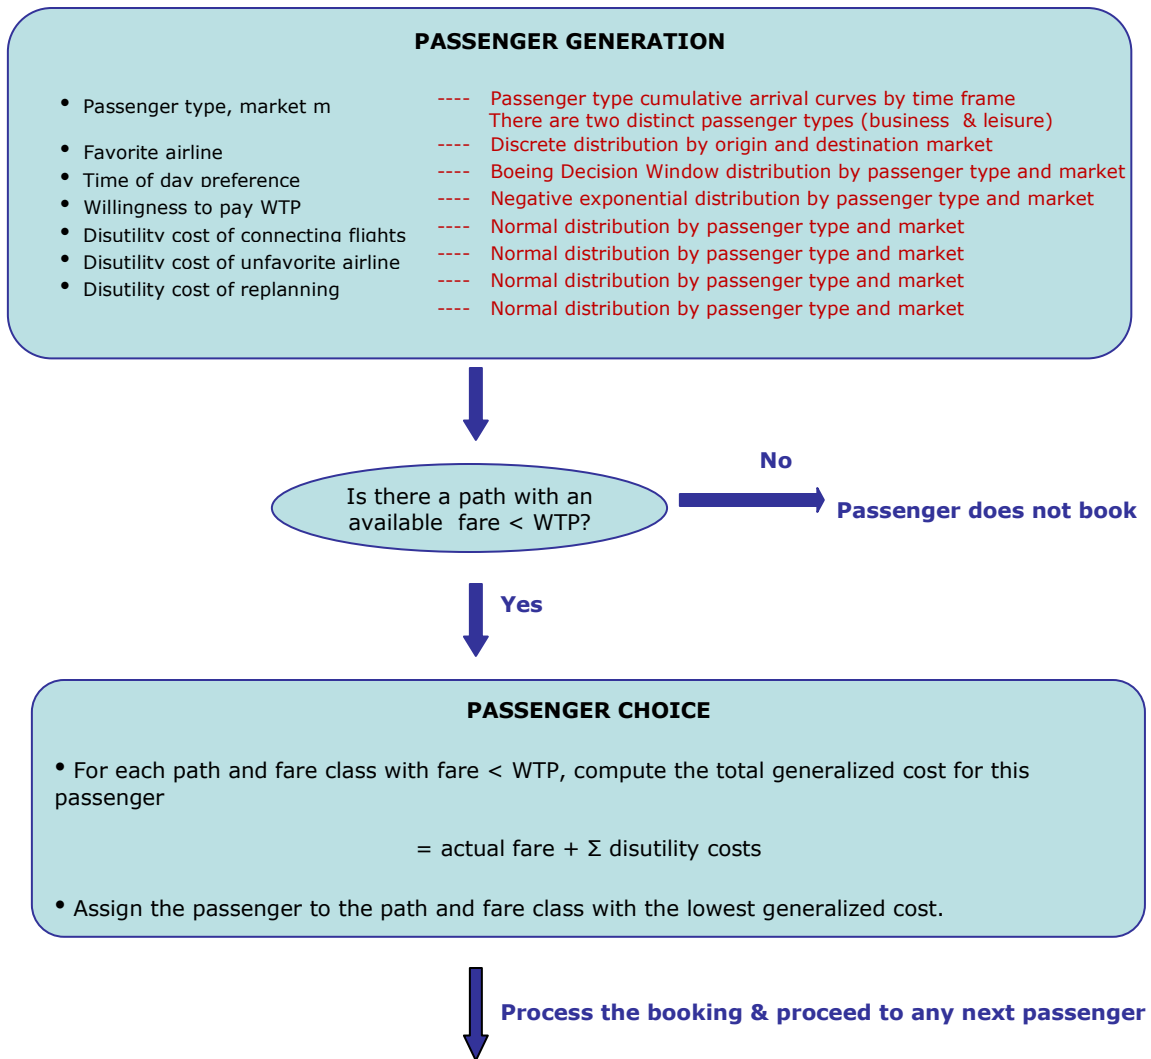 PASSENGER GENERATION
• Passenger type, market m
---- Passenger type cumulative arrival curves by time frame
There are two distinct passenger types (business & leisure)
• Favorite airline
---- Discrete distribution by origin and destination market
• Time of day preference
---- Boeing Decision Window distribution by passenger type and market
• Willingness to pay WTP
---- Negative exponential distribution by passenger type and market
• Disutility cost of connecting flights
---- Normal distribution by passenger type and market
• Disutility cost of unfavorite airline
---- Normal distribution by passenger type and market
• Disutility cost of replanning
---- Normal distribution by passenger type and market
---- Normal distribution by passenger type and market
Is there a path with an
available fare < WTP?
No
Passenger does not book
Yes
PASSENGER CHOICE
• For each path and fare class with fare < WTP, compute the total generalized cost for this
passenger
= actual fare + Σ disutility costs
• Assign the passenger to the path and fare class with the lowest generalized cost.
Process the booking & proceed to any next passenger